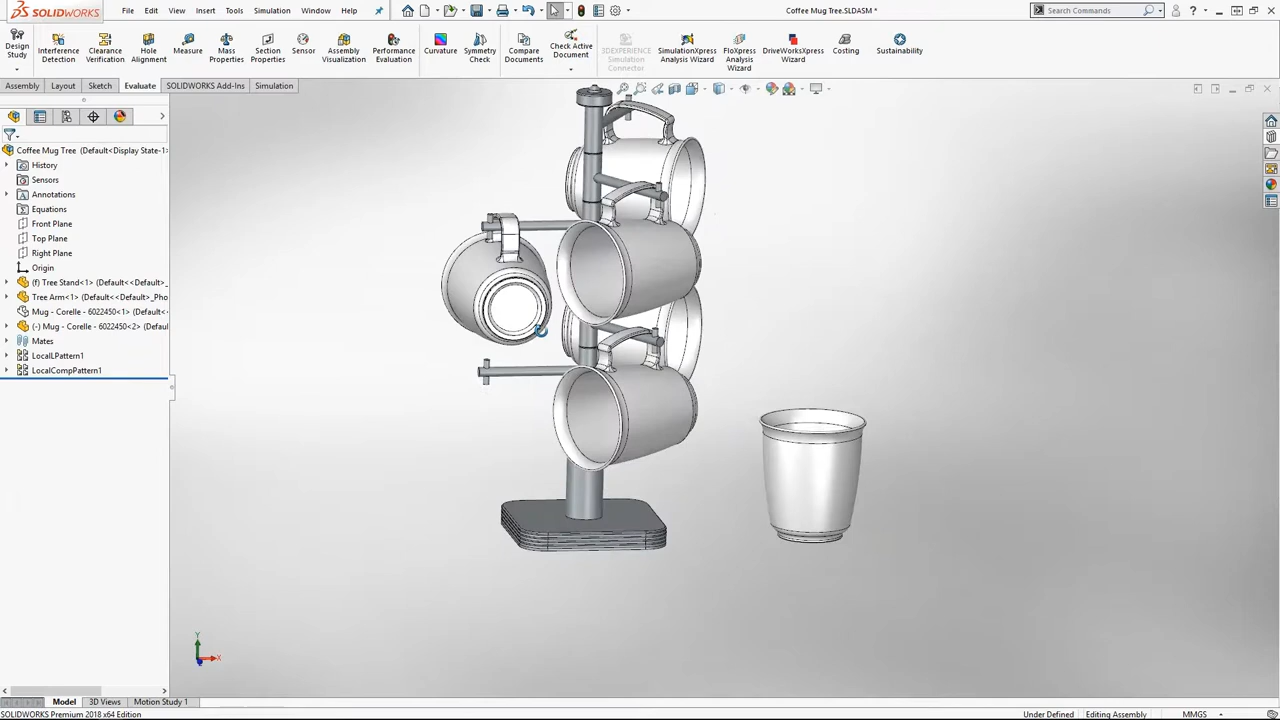 SOLIDWORKS File Edit View Insert Tools Simulation Window Help Coffee Mug Tree.SLDASM * Search Commands
Design Study
Interference Detection
Clearance Verification
Hole Alignment
Measure
Mass Properties
Section Properties
Sensor
Assembly Visualization
Performance Evaluation
Curvature
Symmetry Check
Compare Documents
Check Active Document
3DEXPERIENCE Simulation Connector
SimulationXpress Analysis Wizard
FloXpress Analysis Wizard
DriveWorksXpress Wizard
Costing
Sustainability
Assembly Layout Sketch Evaluate SOLIDWORKS Add-Ins Simulation
Coffee Mug Tree (Default<Display State-1>
History
Sensors
Annotations
Equations
Front Plane
Top Plane
Right Plane
Origin
(f) Tree Stand<1> (Default<<Default>_
Tree Arm<1> (Default<<Default>_Pho
Mug - Corelle - 6022450<1> (Default<
(-) Mug - Corelle - 6022450<2> (Defaul
Mates
LocalLPattern1
LocalCompPattern1
Y
X
Model 3D Views Motion Study 1
SOLIDWORKS Premium 2018 x64 Edition Under Defined Editing Assembly MMGS